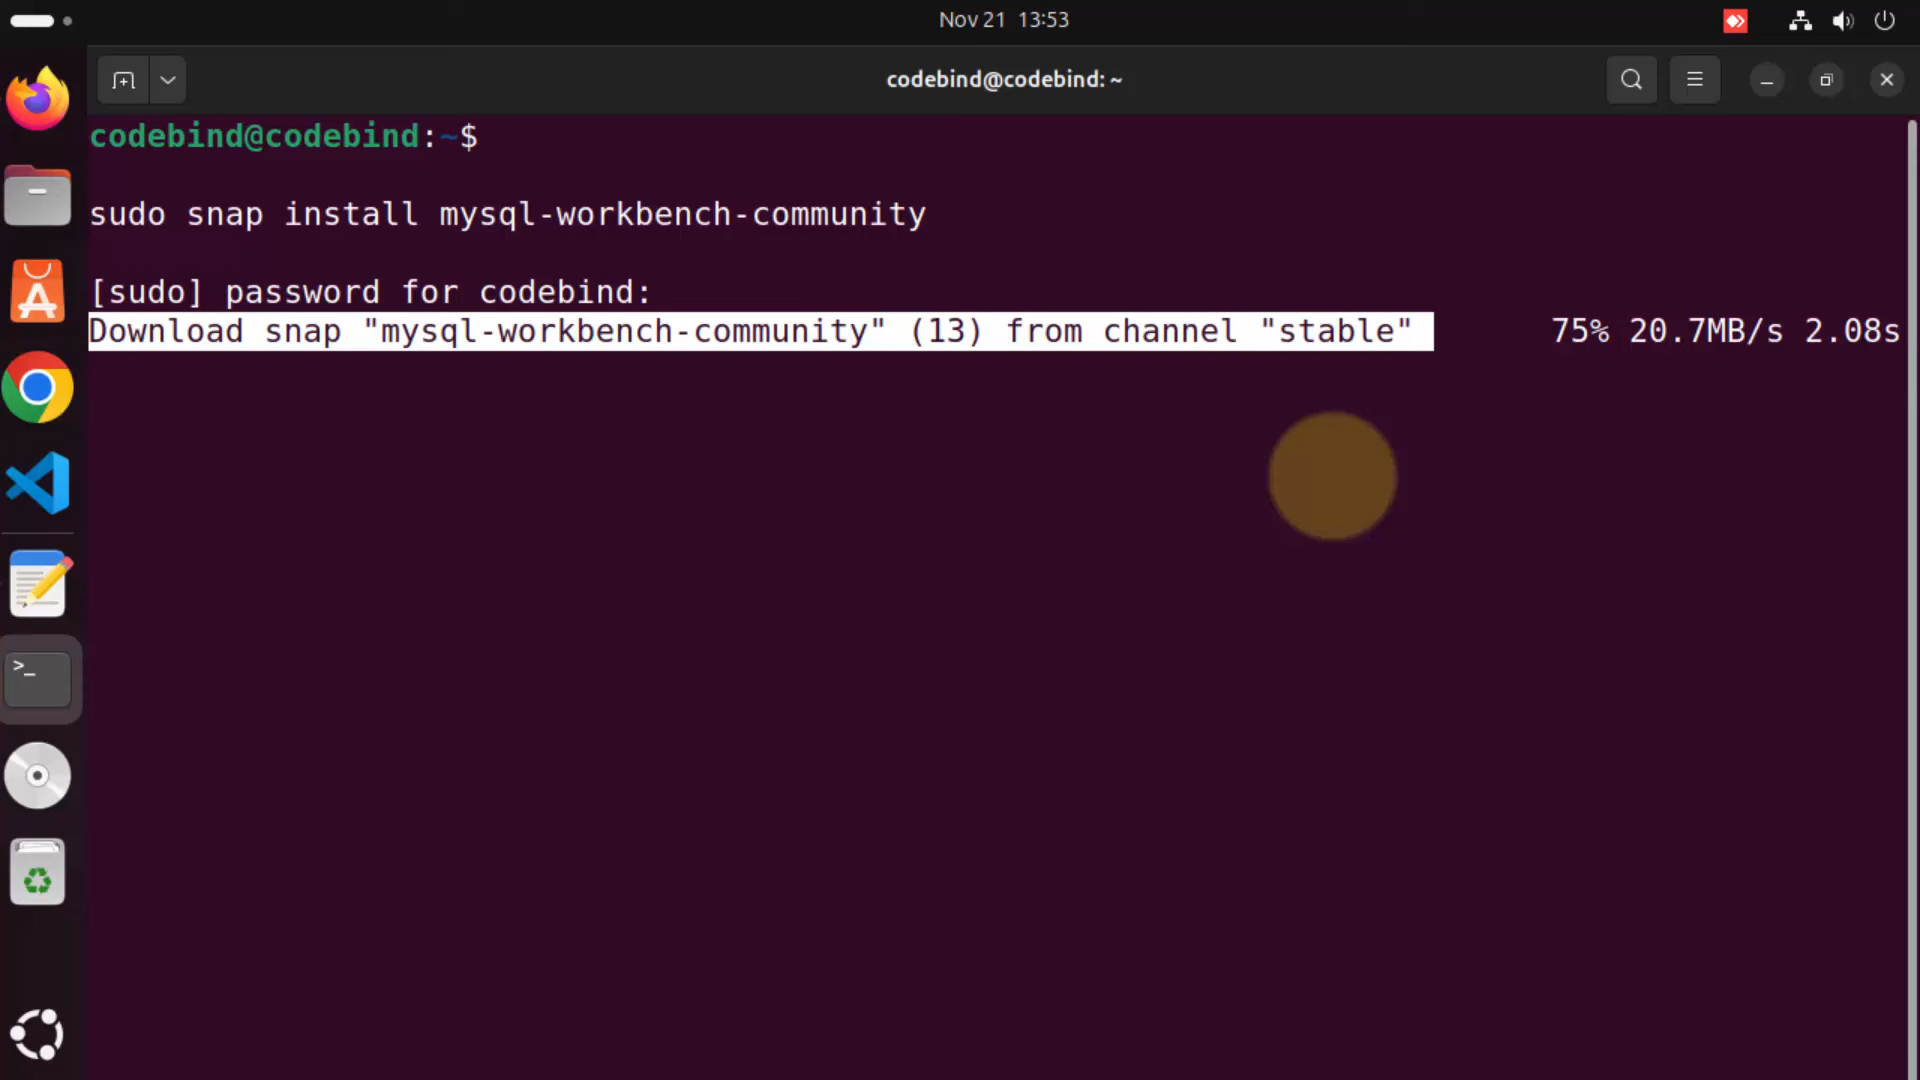 Nov 21 13:53
codebind@codebind: ~
codebind@codebind:~$
sudo snap install mysql-workbench-community
[sudo] password for codebind:
Download snap "mysql-workbench-community" (13) from channel "stable" 75% 20.7MB/s 2.08s